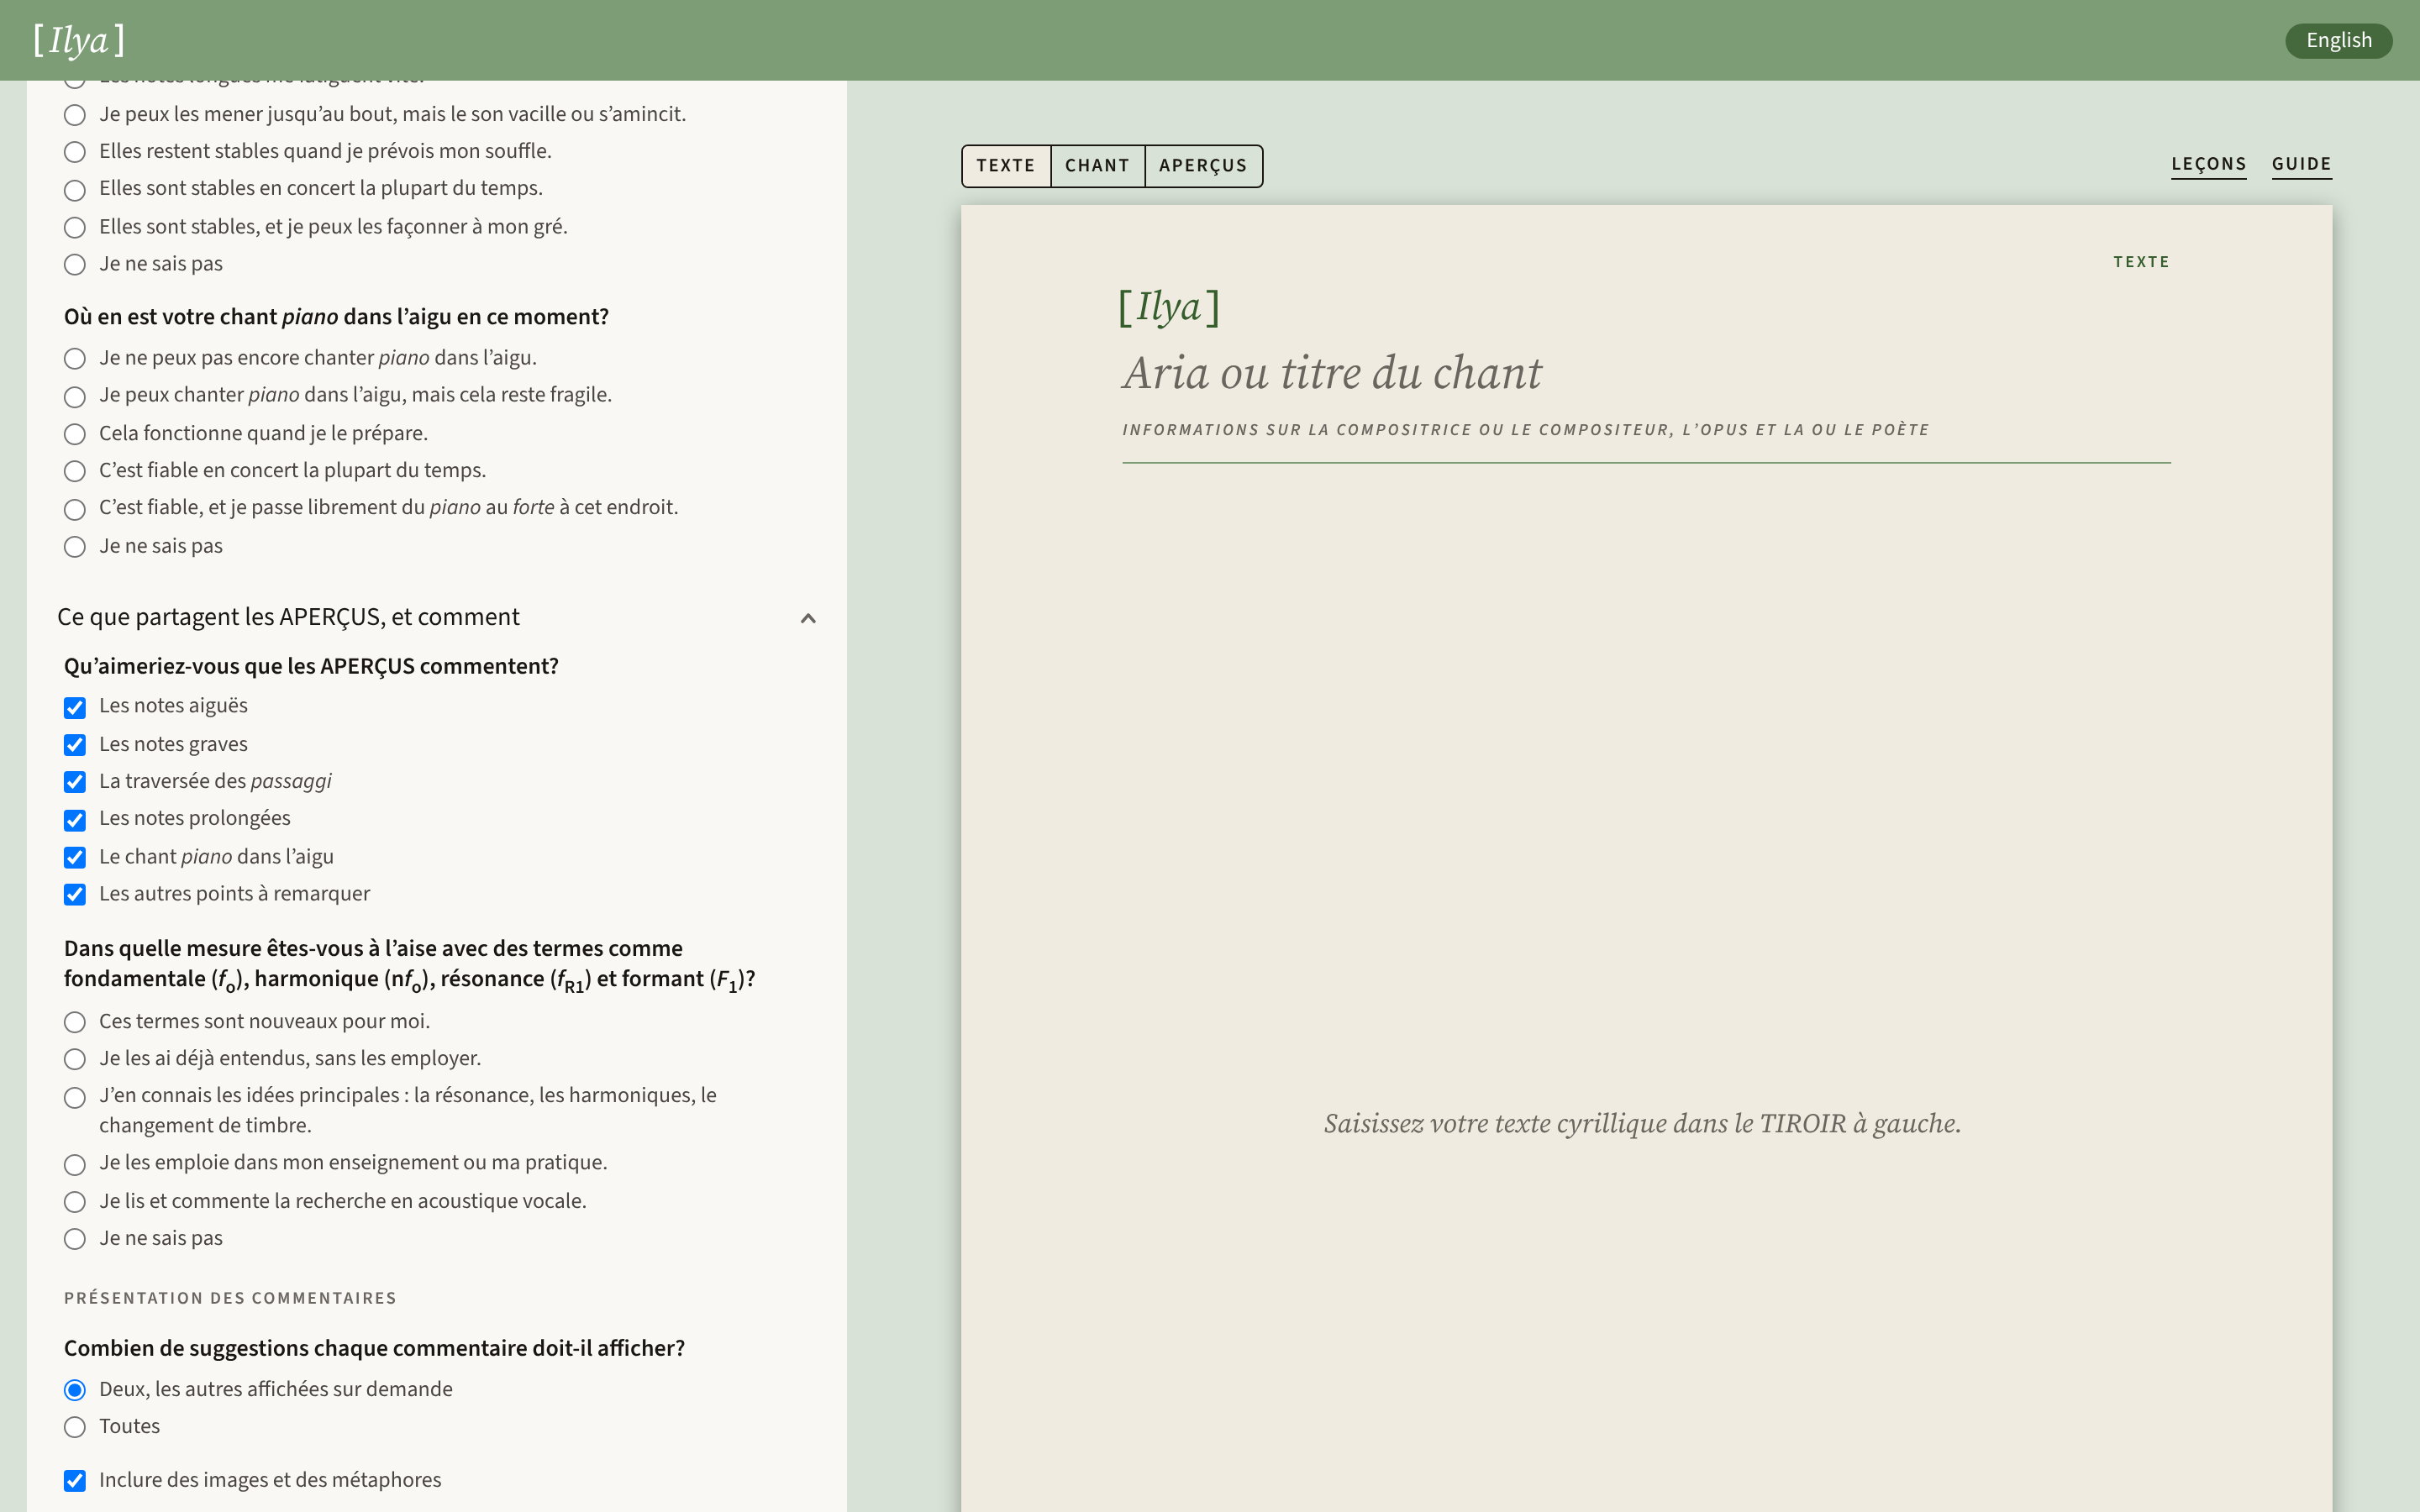 [Ilya]
English
Je peux les mener jusqu’au bout, mais le son vacille ou s’amincit.
Elles restent stables quand je prévois mon souffle.
Elles sont stables en concert la plupart du temps.
Elles sont stables, et je peux les façonner à mon gré.
Je ne sais pas
Où en est votre chant piano dans l’aigu en ce moment?
Je ne peux pas encore chanter piano dans l’aigu.
Je peux chanter piano dans l’aigu, mais cela reste fragile.
Cela fonctionne quand je le prépare.
C’est fiable en concert la plupart du temps.
C’est fiable, et je passe librement du piano au forte à cet endroit.
Je ne sais pas
Ce que partagent les APERÇUS, et comment
Qu’aimeriez-vous que les APERÇUS commentent?
Les notes aiguës
Les notes graves
La traversée des passaggi
Les notes prolongées
Le chant piano dans l’aigu
Les autres points à remarquer
Dans quelle mesure êtes-vous à l’aise avec des termes comme
fondamentale (fo), harmonique (nfo), résonance (fR1) et formant (F1)?
Ces termes sont nouveaux pour moi.
Je les ai déjà entendus, sans les employer.
J’en connais les idées principales : la résonance, les harmoniques, le
changement de timbre.
Je les emploie dans mon enseignement ou ma pratique.
Je lis et commente la recherche en acoustique vocale.
Je ne sais pas
PRÉSENTATION DES COMMENTAIRES
Combien de suggestions chaque commentaire doit-il afficher?
Deux, les autres affichées sur demande
Toutes
Inclure des images et des métaphores
TEXTE CHANT APERÇUS
LEÇONS GUIDE
TEXTE
[Ilya]
Aria ou titre du chant
INFORMATIONS SUR LA COMPOSITRICE OU LE COMPOSITEUR, L’OPUS ET LA OU LE POÈTE
Saisissez votre texte cyrillique dans le TIROIR à gauche.